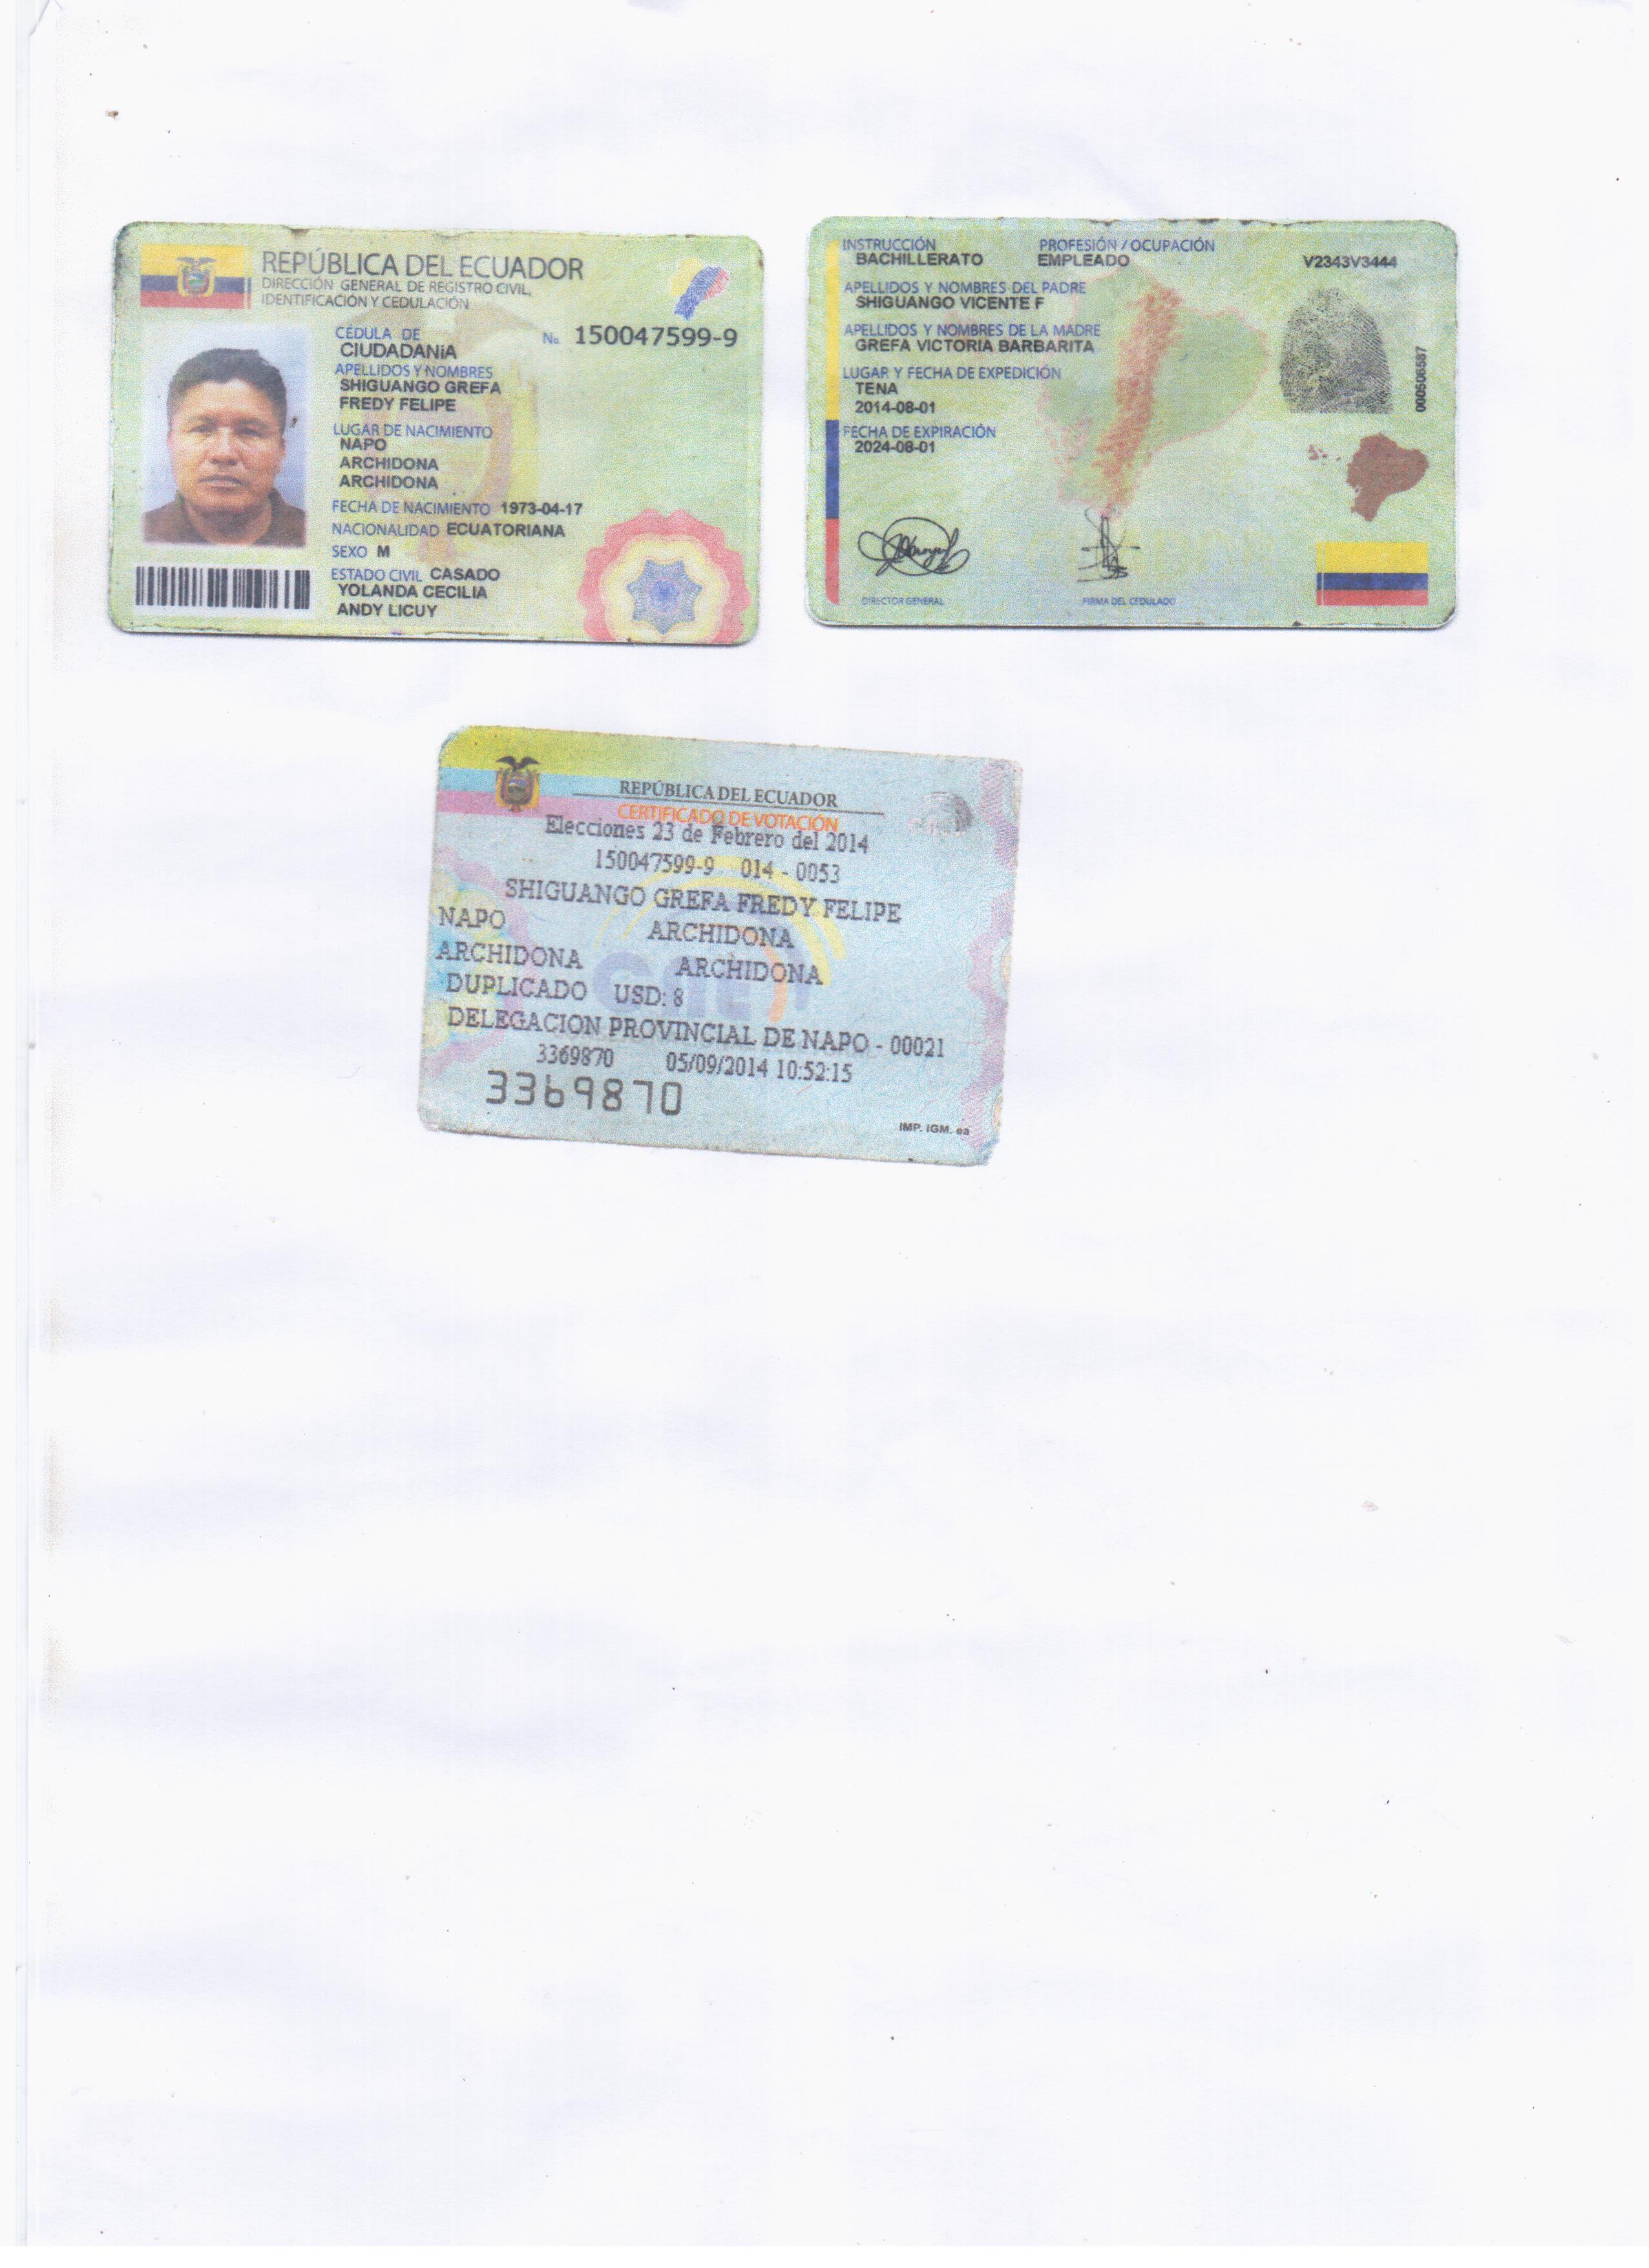 REPÚBLICA DEL ECUADOR
DIRECCIÓN GENERAL DE REGISTRO CIVIL,
IDENTIFICACIÓN Y CEDULACIÓN
CÉDULA DE
CIUDADANÍA
No. 150047599-9
APELLIDOS Y NOMBRES
SHIGUANGO GREFA
FREDY FELIPE
LUGAR DE NACIMIENTO
NAPO
ARCHIDONA
ARCHIDONA
FECHA DE NACIMIENTO 1973-04-17
NACIONALIDAD ECUATORIANA
SEXO M
ESTADO CIVIL CASADO
YOLANDA CECILIA
ANDY LICUY
INSTRUCCIÓN
BACHILLERATO
PROFESIÓN / OCUPACIÓN
EMPLEADO
V2343V3444
APELLIDOS Y NOMBRES DEL PADRE
SHIGUANGO VICENTE F
APELLIDOS Y NOMBRES DE LA MADRE
GREFA VICTORIA BARBARITA
LUGAR Y FECHA DE EXPEDICIÓN
TENA
2014-08-01
FECHA DE EXPIRACIÓN
2024-08-01
DIRECTOR GENERAL
FIRMA DEL CEDULADO
REPÚBLICA DEL ECUADOR
CERTIFICADO DE VOTACIÓN
Elecciones 23 de Febrero del 2014
150047599-9 014 - 0053
SHIGUANGO GREFA FREDY FELIPE
NAPO ARCHIDONA
ARCHIDONA ARCHIDONA
DUPLICADO USD: 8
DELEGACION PROVINCIAL DE NAPO - 00021
3369870 05/09/2014 10:52:15
3369870
IMP. IGM. ea